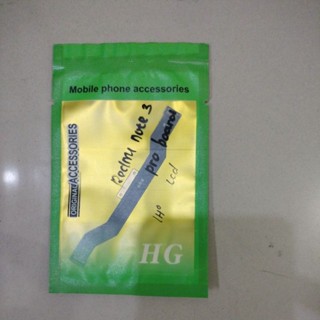 Mobile phone accessories
ORIGINAL ACCESSORIES
Redmi note 3
pro board
Lcd
HG